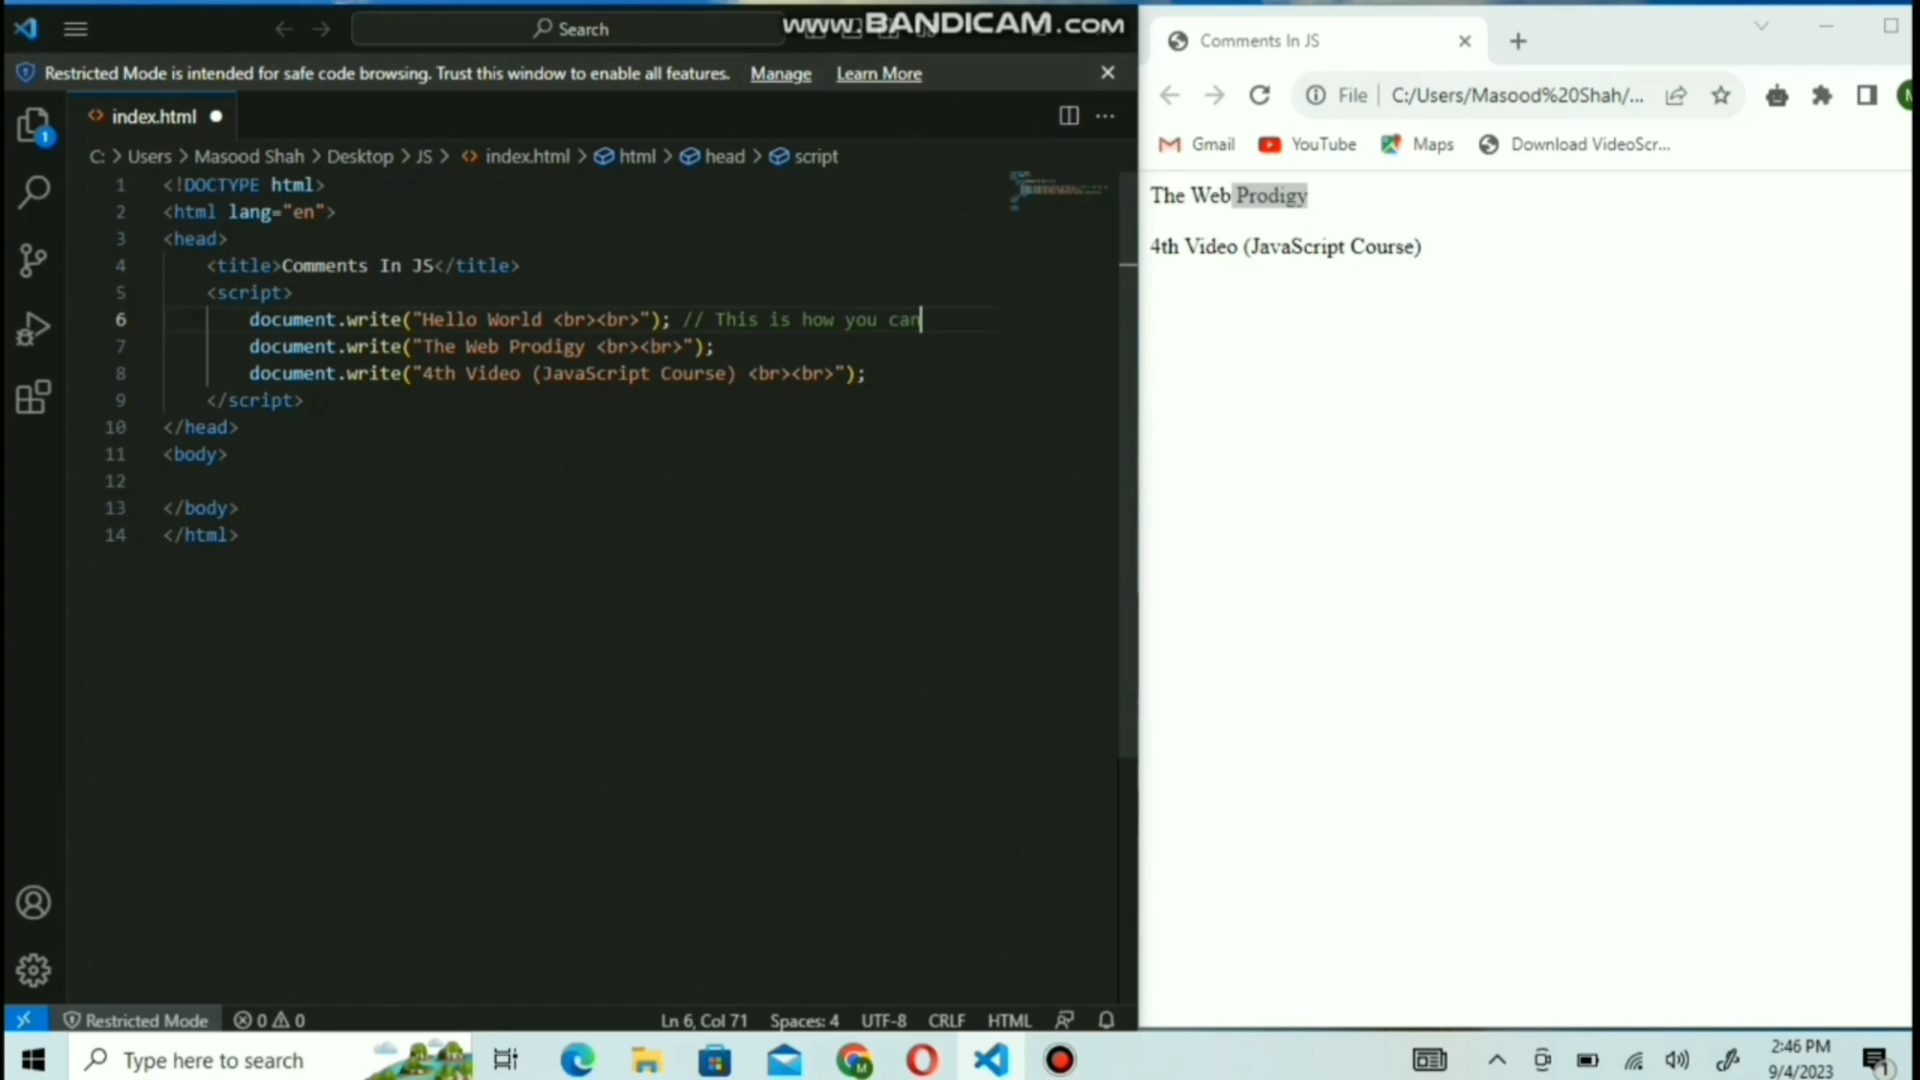 Search
www.BANDICAM.com
Restricted Mode is intended for safe code browsing. Trust this window to enable all features. Manage Learn More
index.html
C: > Users > Masood Shah > Desktop > JS > index.html > html > head > script
1 <!DOCTYPE html>
2 <html lang="en">
3 <head>
4 <title>Comments In JS</title>
5 <script>
6 document.write("Hello World <br><br>"); // This is how you can
7 document.write("The Web Prodigy <br><br>");
8 document.write("4th Video (JavaScript Course) <br><br>");
9 </script>
10 </head>
11 <body>
12
13 </body>
14 </html>
1
Restricted Mode 0 0 Ln 6, Col 71 Spaces: 4 UTF-8 CRLF HTML
Comments In JS
File C:/Users/Masood%20Shah/...
Gmail YouTube Maps Download VideoScr...
The Web Prodigy
4th Video (JavaScript Course)
Type here to search
2:46 PM
9/4/2023
1